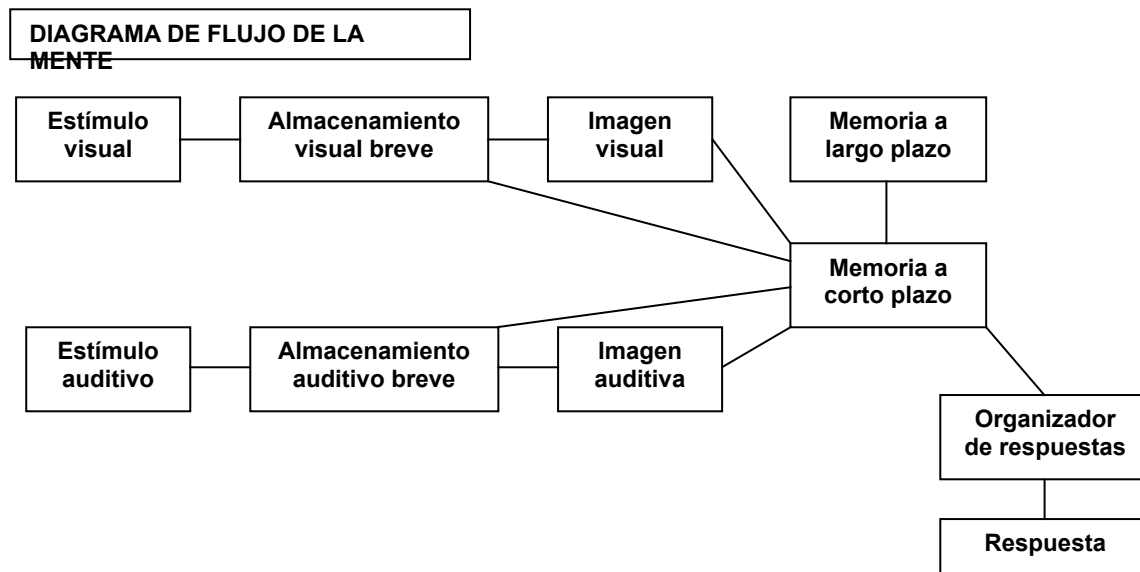 DIAGRAMA DE FLUJO DE LA
MENTE
Estímulo
visual
Almacenamiento
visual breve
Imagen
visual
Memoria a
largo plazo
Memoria a
corto plazo
Estímulo
auditivo
Almacenamiento
auditivo breve
Imagen
auditiva
Organizador
de respuestas
Respuesta